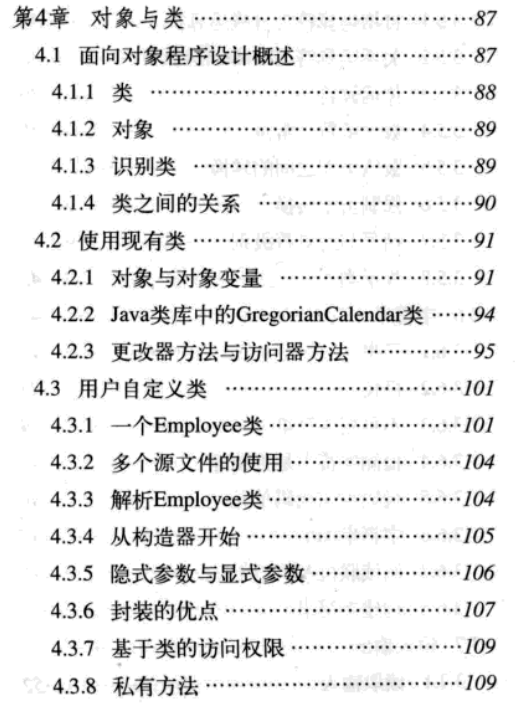 第4章 对象与类 ……………………………87
4.1 面向对象程序设计概述 ………………87
4.1.1 类 …………………………………88
4.1.2 对象 ………………………………89
4.1.3 识别类 ……………………………89
4.1.4 类之间的关系 ……………………90
4.2 使用现有类 ……………………………91
4.2.1 对象与对象变量 …………………91
4.2.2 Java类库中的GregorianCalendar类 ……94
4.2.3 更改器方法与访问器方法 ………95
4.3 用户自定义类 …………………………101
4.3.1 一个Employee类 …………………101
4.3.2 多个源文件的使用 ………………104
4.3.3 解析Employee类 …………………104
4.3.4 从构造器开始 ……………………105
4.3.5 隐式参数与显式参数 ……………106
4.3.6 封装的优点 ………………………107
4.3.7 基于类的访问权限 ………………109
4.3.8 私有方法 …………………………109